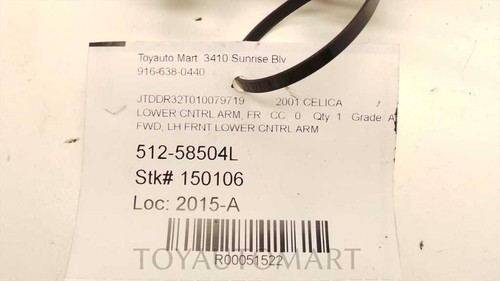 Toyauto Mart 3410 Sunrise Blv
916-638-0440
JTDDR32T010079719 2001 CELICA
LOWER CNTRL ARM, FR CC 0 Qty 1 Grade A
FWD, LH FRNT LOWER CNTRL ARM
512-58504L
Stk# 150106
Loc: 2015-A
TOYAUTOMART
R00051522